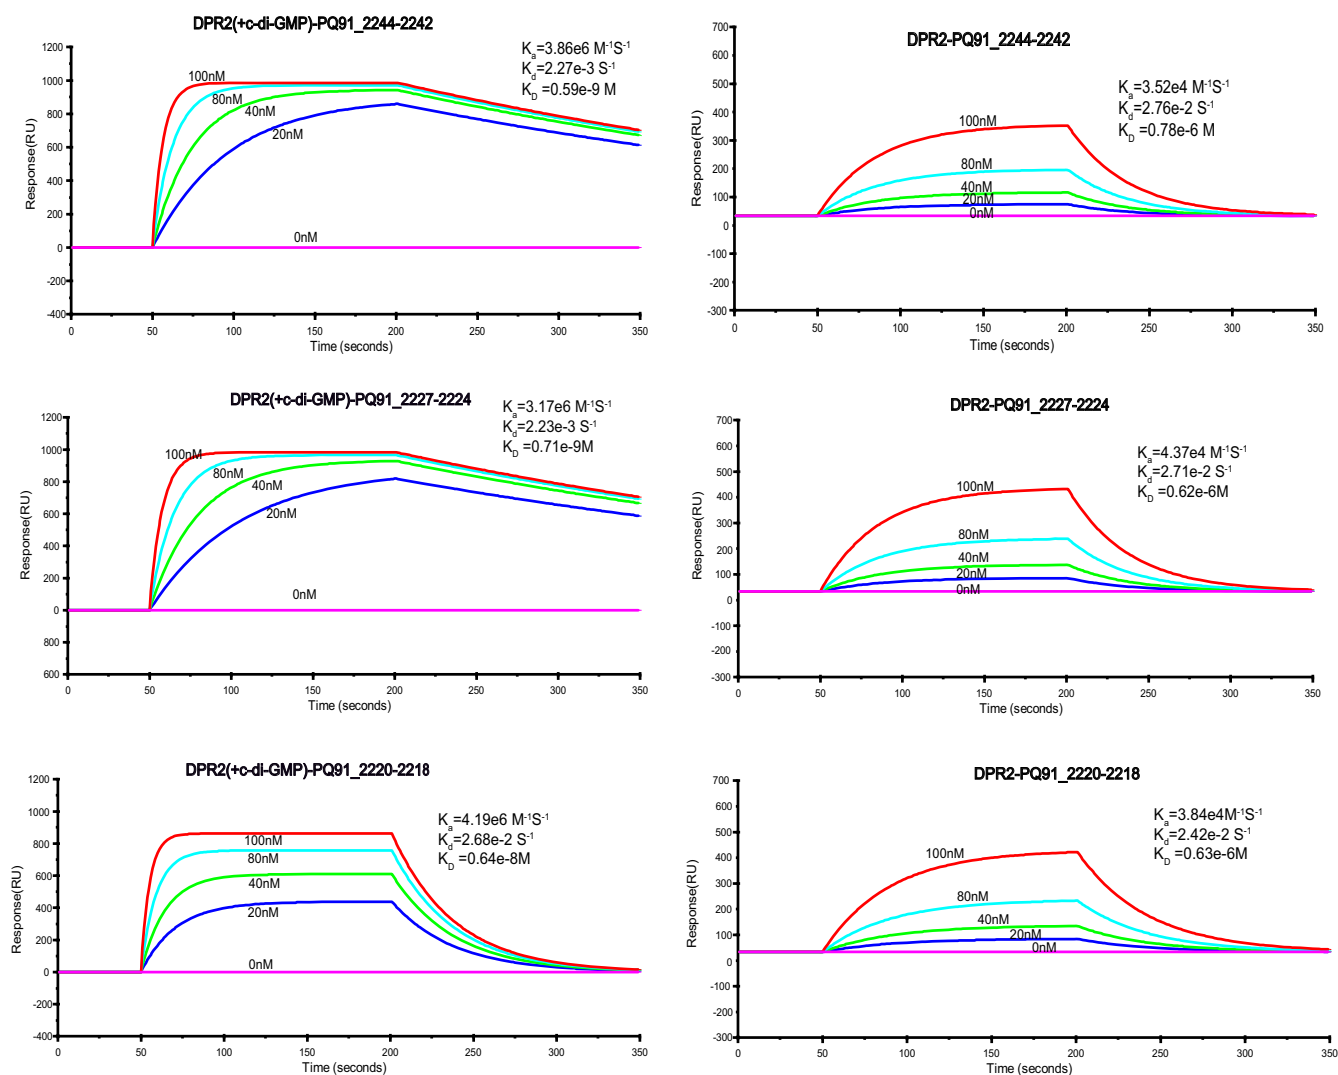 DPR2(+c-di-GMP)-PQ91_2244-2242
Ka=3.86e6 M-1S-1
Kd=2.27e-3 S-1
KD =0.59e-9 M
1200
1000
800
600
400
200
0
-200
-400
Response(RU)
100nM
80nM
40nM
20nM
0nM
0 50 100 150 200 250 300 350
Time (seconds)
DPR2-PQ91_2244-2242
Ka=3.52e4 M-1S-1
Kd=2.76e-2 S-1
KD =0.78e-6 M
700
600
500
400
300
200
100
0
-100
-200
-300
Response(RU)
100nM
80nM
40nM
20nM
0nM
0 50 100 150 200 250 300 350
Time (seconds)
DPR2(+c-di-GMP)-PQ91_2227-2224
Ka=3.17e6 M-1S-1
Kd=2.23e-3 S-1
KD =0.71e-9M
1200
1000
800
600
400
200
0
800
600
Response(RU)
100nM
80nM
40nM
20nM
0nM
0 50 100 150 200 250 300 350
Time (seconds)
DPR2-PQ91_2227-2224
Ka=4.37e4 M-1S-1
Kd=2.71e-2 S-1
KD =0.62e-6M
700
600
500
400
300
200
100
0
-100
-200
-300
Response(RU)
100nM
80nM
40nM
20nM
0nM
0 50 100 150 200 250 300 350
Time (seconds)
DPR2(+c-di-GMP)-PQ91_2220-2218
Ka=4.19e6 M-1S-1
Kd=2.68e-2 S-1
KD =0.64e-8M
1200
1000
800
600
400
200
0
-200
-400
Response(RU)
100nM
80nM
40nM
20nM
0nM
0 50 100 150 200 250 300 350
Time (seconds)
DPR2-PQ91_2220-2218
Ka=3.84e4M-1S-1
Kd=2.42e-2 S-1
KD =0.63e-6M
700
600
500
400
300
200
100
0
-100
-200
-300
Response(RU)
100nM
80nM
40nM
20nM
0nM
0 50 100 150 200 250 300 350
Time (seconds)